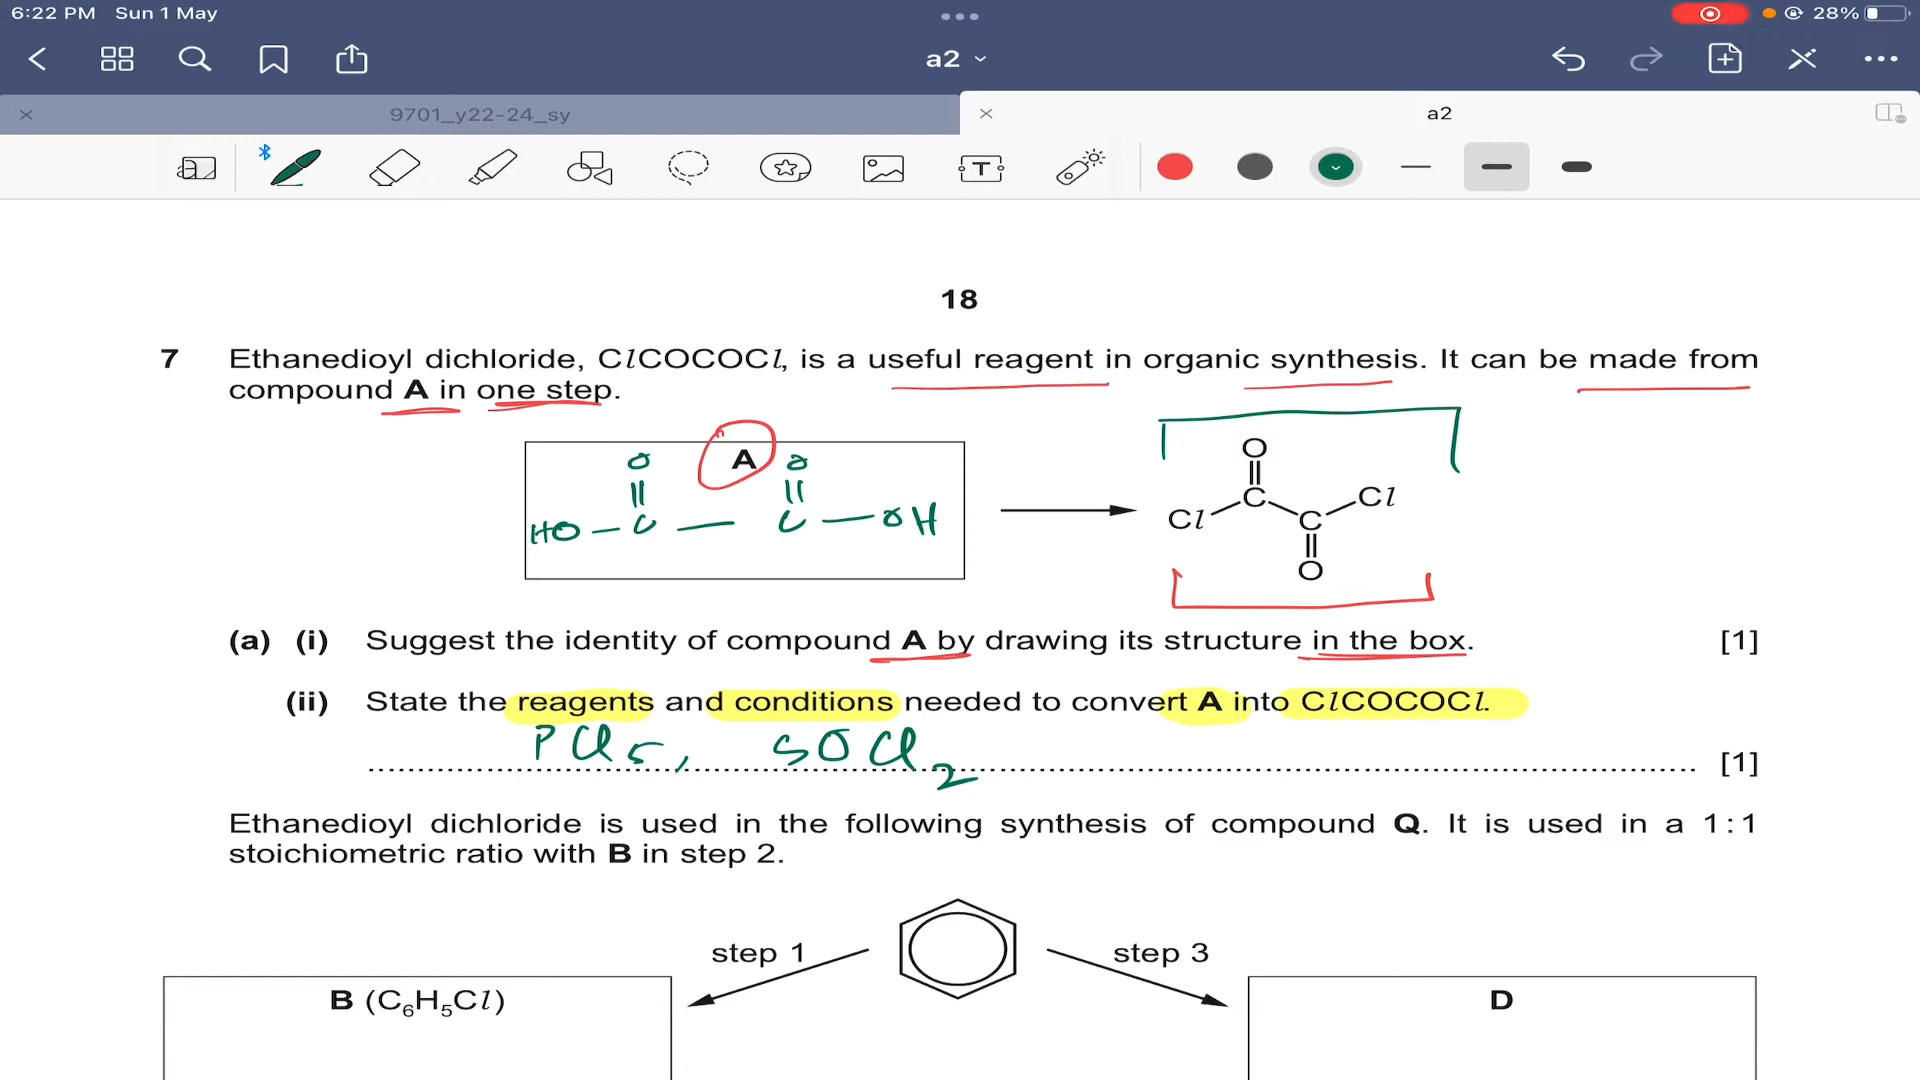 6:22 PM Sun 1 May
28%
a2
9701_y22-24_sy
a2
18
7 Ethanedioyl dichloride, ClCOCOCl, is a useful reagent in organic synthesis. It can be made from
compound A in one step.
A
O O
HO – C — C — OH
O
Cl C C Cl
O
(a) (i) Suggest the identity of compound A by drawing its structure in the box. [1]
(ii) State the reagents and conditions needed to convert A into ClCOCOCl.
PCl5, SOCl2
[1]
Ethanedioyl dichloride is used in the following synthesis of compound Q. It is used in a 1:1
stoichiometric ratio with B in step 2.
step 1 step 3
B (C6H5Cl)
D